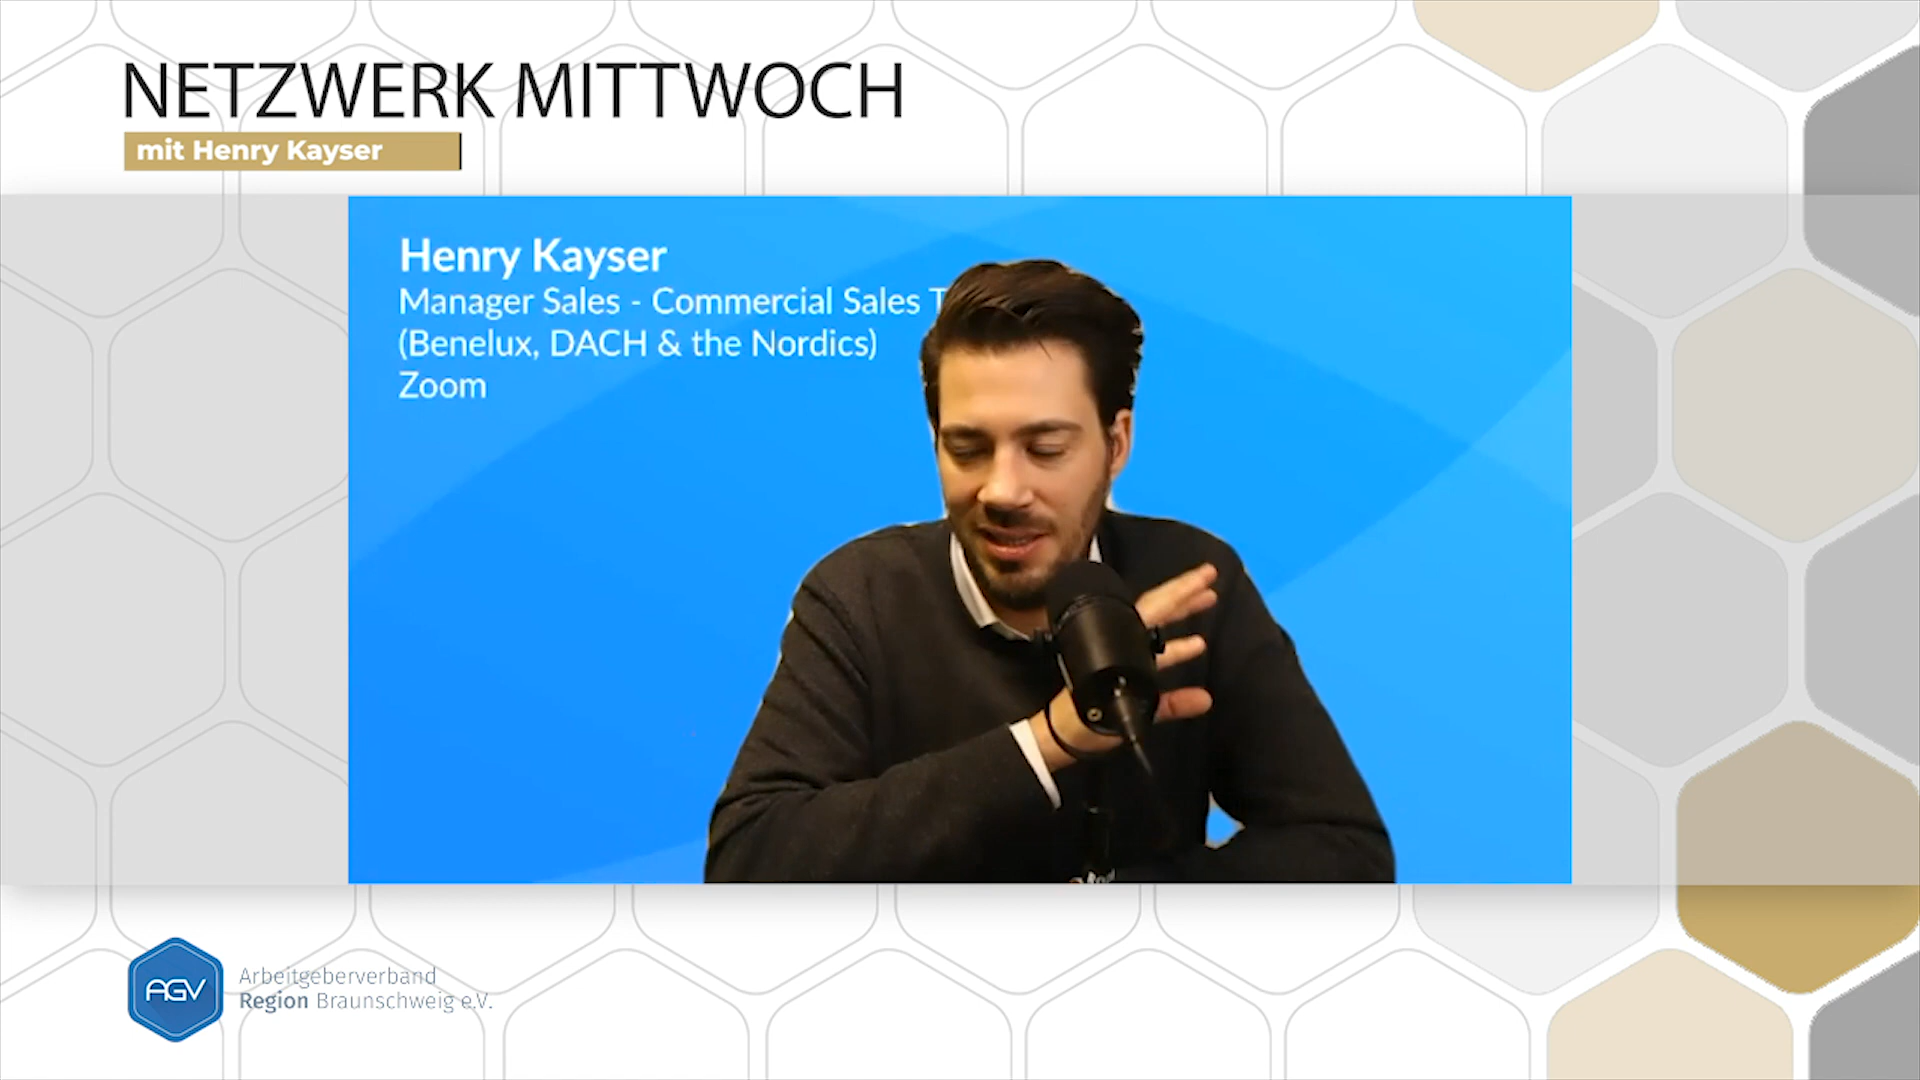 NETZWERK MITTWOCH
mit Henry Kayser
Henry Kayser
Manager Sales - Commercial Sales
(Benelux, DACH & the Nordics)
Zoom
AGV
Arbeitgeberverband
Region Braunschweig e.V.